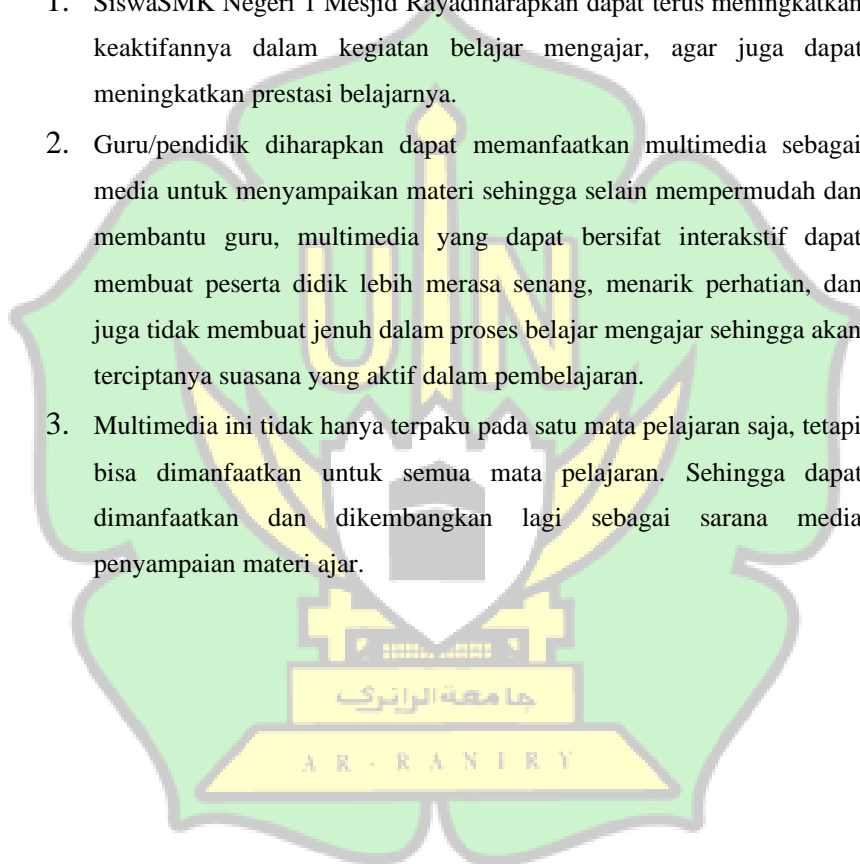 1. SiswaSMK Negeri 1 Mesjid Rayadiharapkan dapat terus meningkatkan
keaktifannya dalam kegiatan belajar mengajar, agar juga dapat
meningkatkan prestasi belajarnya.
2. Guru/pendidik diharapkan dapat memanfaatkan multimedia sebagai
media untuk menyampaikan materi sehingga selain mempermudah dan
membantu guru, multimedia yang dapat bersifat interakstif dapat
membuat peserta didik lebih merasa senang, menarik perhatian, dan
juga tidak membuat jenuh dalam proses belajar mengajar sehingga akan
terciptanya suasana yang aktif dalam pembelajaran.
3. Multimedia ini tidak hanya terpaku pada satu mata pelajaran saja, tetapi
bisa dimanfaatkan untuk semua mata pelajaran. Sehingga dapat
dimanfaatkan dan dikembangkan lagi sebagai sarana media
penyampaian materi ajar.
UIN
جامعة الرانري
AR-RANIRY